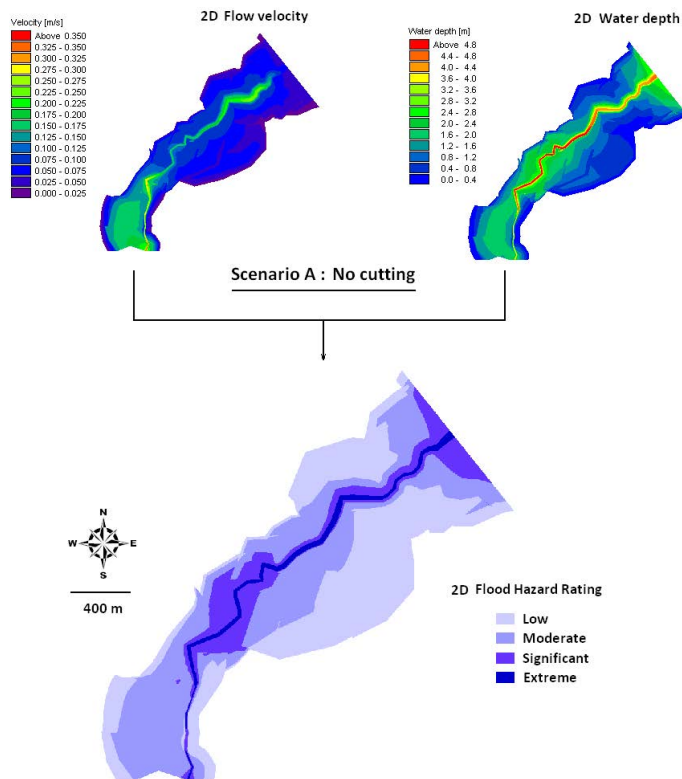 2D Flow velocity
Velocity [m/s]
Above 0.350
0.325 - 0.350
0.300 - 0.325
0.275 - 0.300
0.250 - 0.275
0.225 - 0.250
0.200 - 0.225
0.175 - 0.200
0.150 - 0.175
0.125 - 0.150
0.100 - 0.125
0.075 - 0.100
0.050 - 0.075
0.025 - 0.050
0.000 - 0.025
2D Water depth
Water depth [m]
Above 4.8
4.4 - 4.8
4.0 - 4.4
3.6 - 4.0
3.2 - 3.6
2.8 - 3.2
2.4 - 2.8
2.0 - 2.4
1.6 - 2.0
1.2 - 1.6
0.8 - 1.2
0.4 - 0.8
0.0 - 0.4
Scenario A : No cutting
N
W E
S
400 m
2D Flood Hazard Rating
Low
Moderate
Significant
Extreme